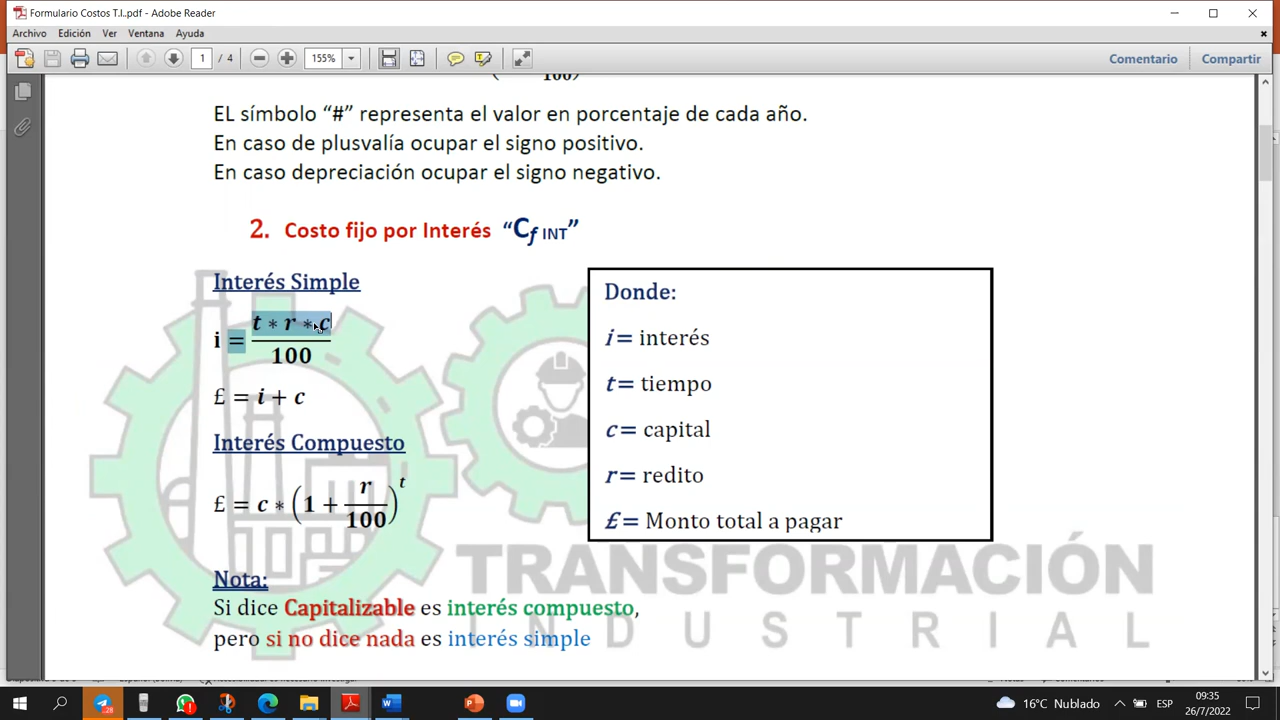 Formulario Costos T.I..pdf - Adobe Reader
Archivo Edición Ver Ventana Ayuda
1 / 4 155% Comentario Compartir
100
EL símbolo “#” representa el valor en porcentaje de cada año.
En caso de plusvalía ocupar el signo positivo.
En caso depreciación ocupar el signo negativo.
2. Costo fijo por Interés “Cf INT”
Interés Simple
i = t ∗ r ∗ c / 100
£ = i + c
Interés Compuesto
£ = c ∗ (1 + r/100)^t
Donde:
i= interés
t= tiempo
c= capital
r= redito
£= Monto total a pagar
Nota:
Si dice Capitalizable es interés compuesto,
pero si no dice nada es interés simple
TRANSFORMACIÓN
INDUSTRIAL
28
16°C Nublado ESP 09:35
26/7/2022